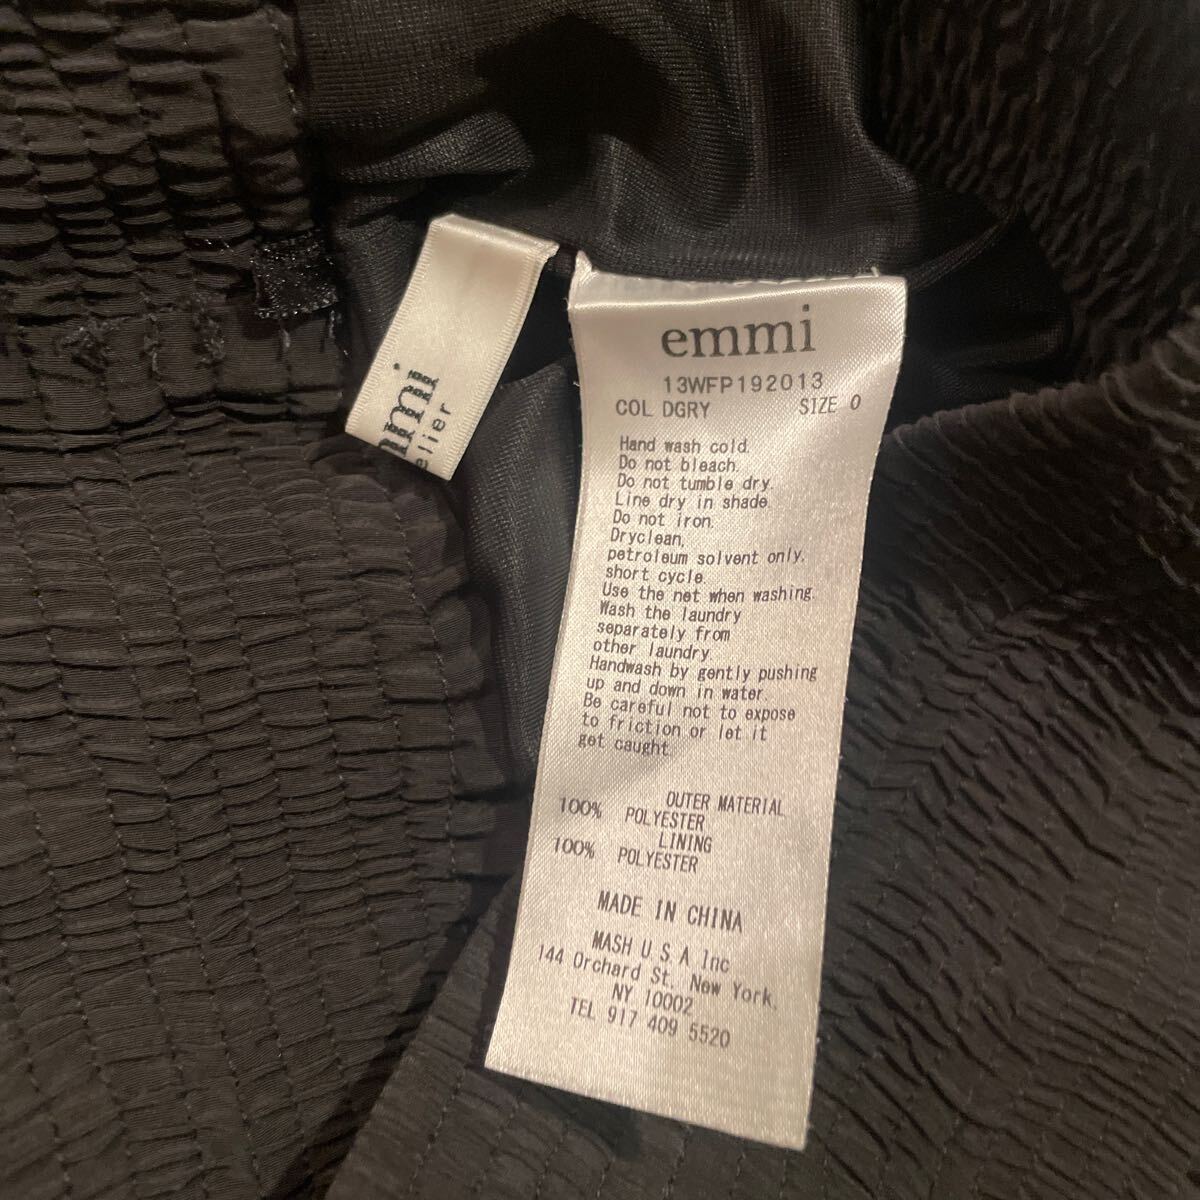 emmi
13WFP192013
COL DGRY SIZE 0
Hand wash cold.
Do not bleach.
Do not tumble dry.
Line dry in shade.
Do not iron.
Dryclean,
petroleum solvent only.
short cycle
Use the net when washing.
Wash the laundry
separately from
other laundry
Handwash by gently pushing
up and down in water.
Be careful not to expose
to friction or let it
get caught.
OUTER MATERIAL
100% POLYESTER
LINING
100% POLYESTER
MADE IN CHINA
MASH U S A Inc
144 Orchard St. New York,
NY 10002
TEL 917 409 5520
mmi
elier